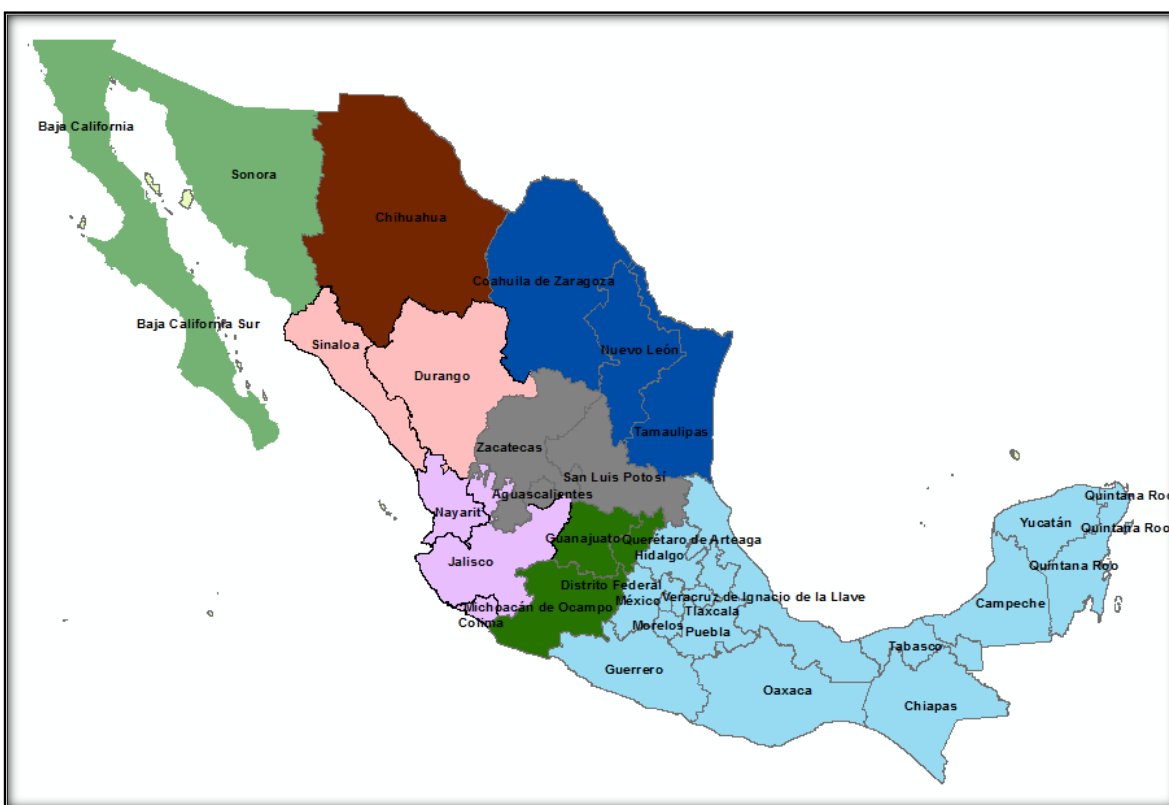 Baja California
Sonora
Chihuahua
Coahuila de Zaragoza
Baja California Sur
Sinaloa
Nuevo León
Durango
Tamaulipas
Zacatecas
San Luis Potosí
Aguascalientes
Nayarit
Quintana Roo
Yucatán
Quintana Roo
Guanajuato
Querétaro de Arteaga
Hidalgo
Jalisco
Quintana Roo
Distrito Federal
México
Veracruz de Ignacio de la Llave
Campeche
Michoacán de Ocampo
Tlaxcala
Colima
Morelos
Puebla
Tabasco
Guerrero
Oaxaca
Chiapas